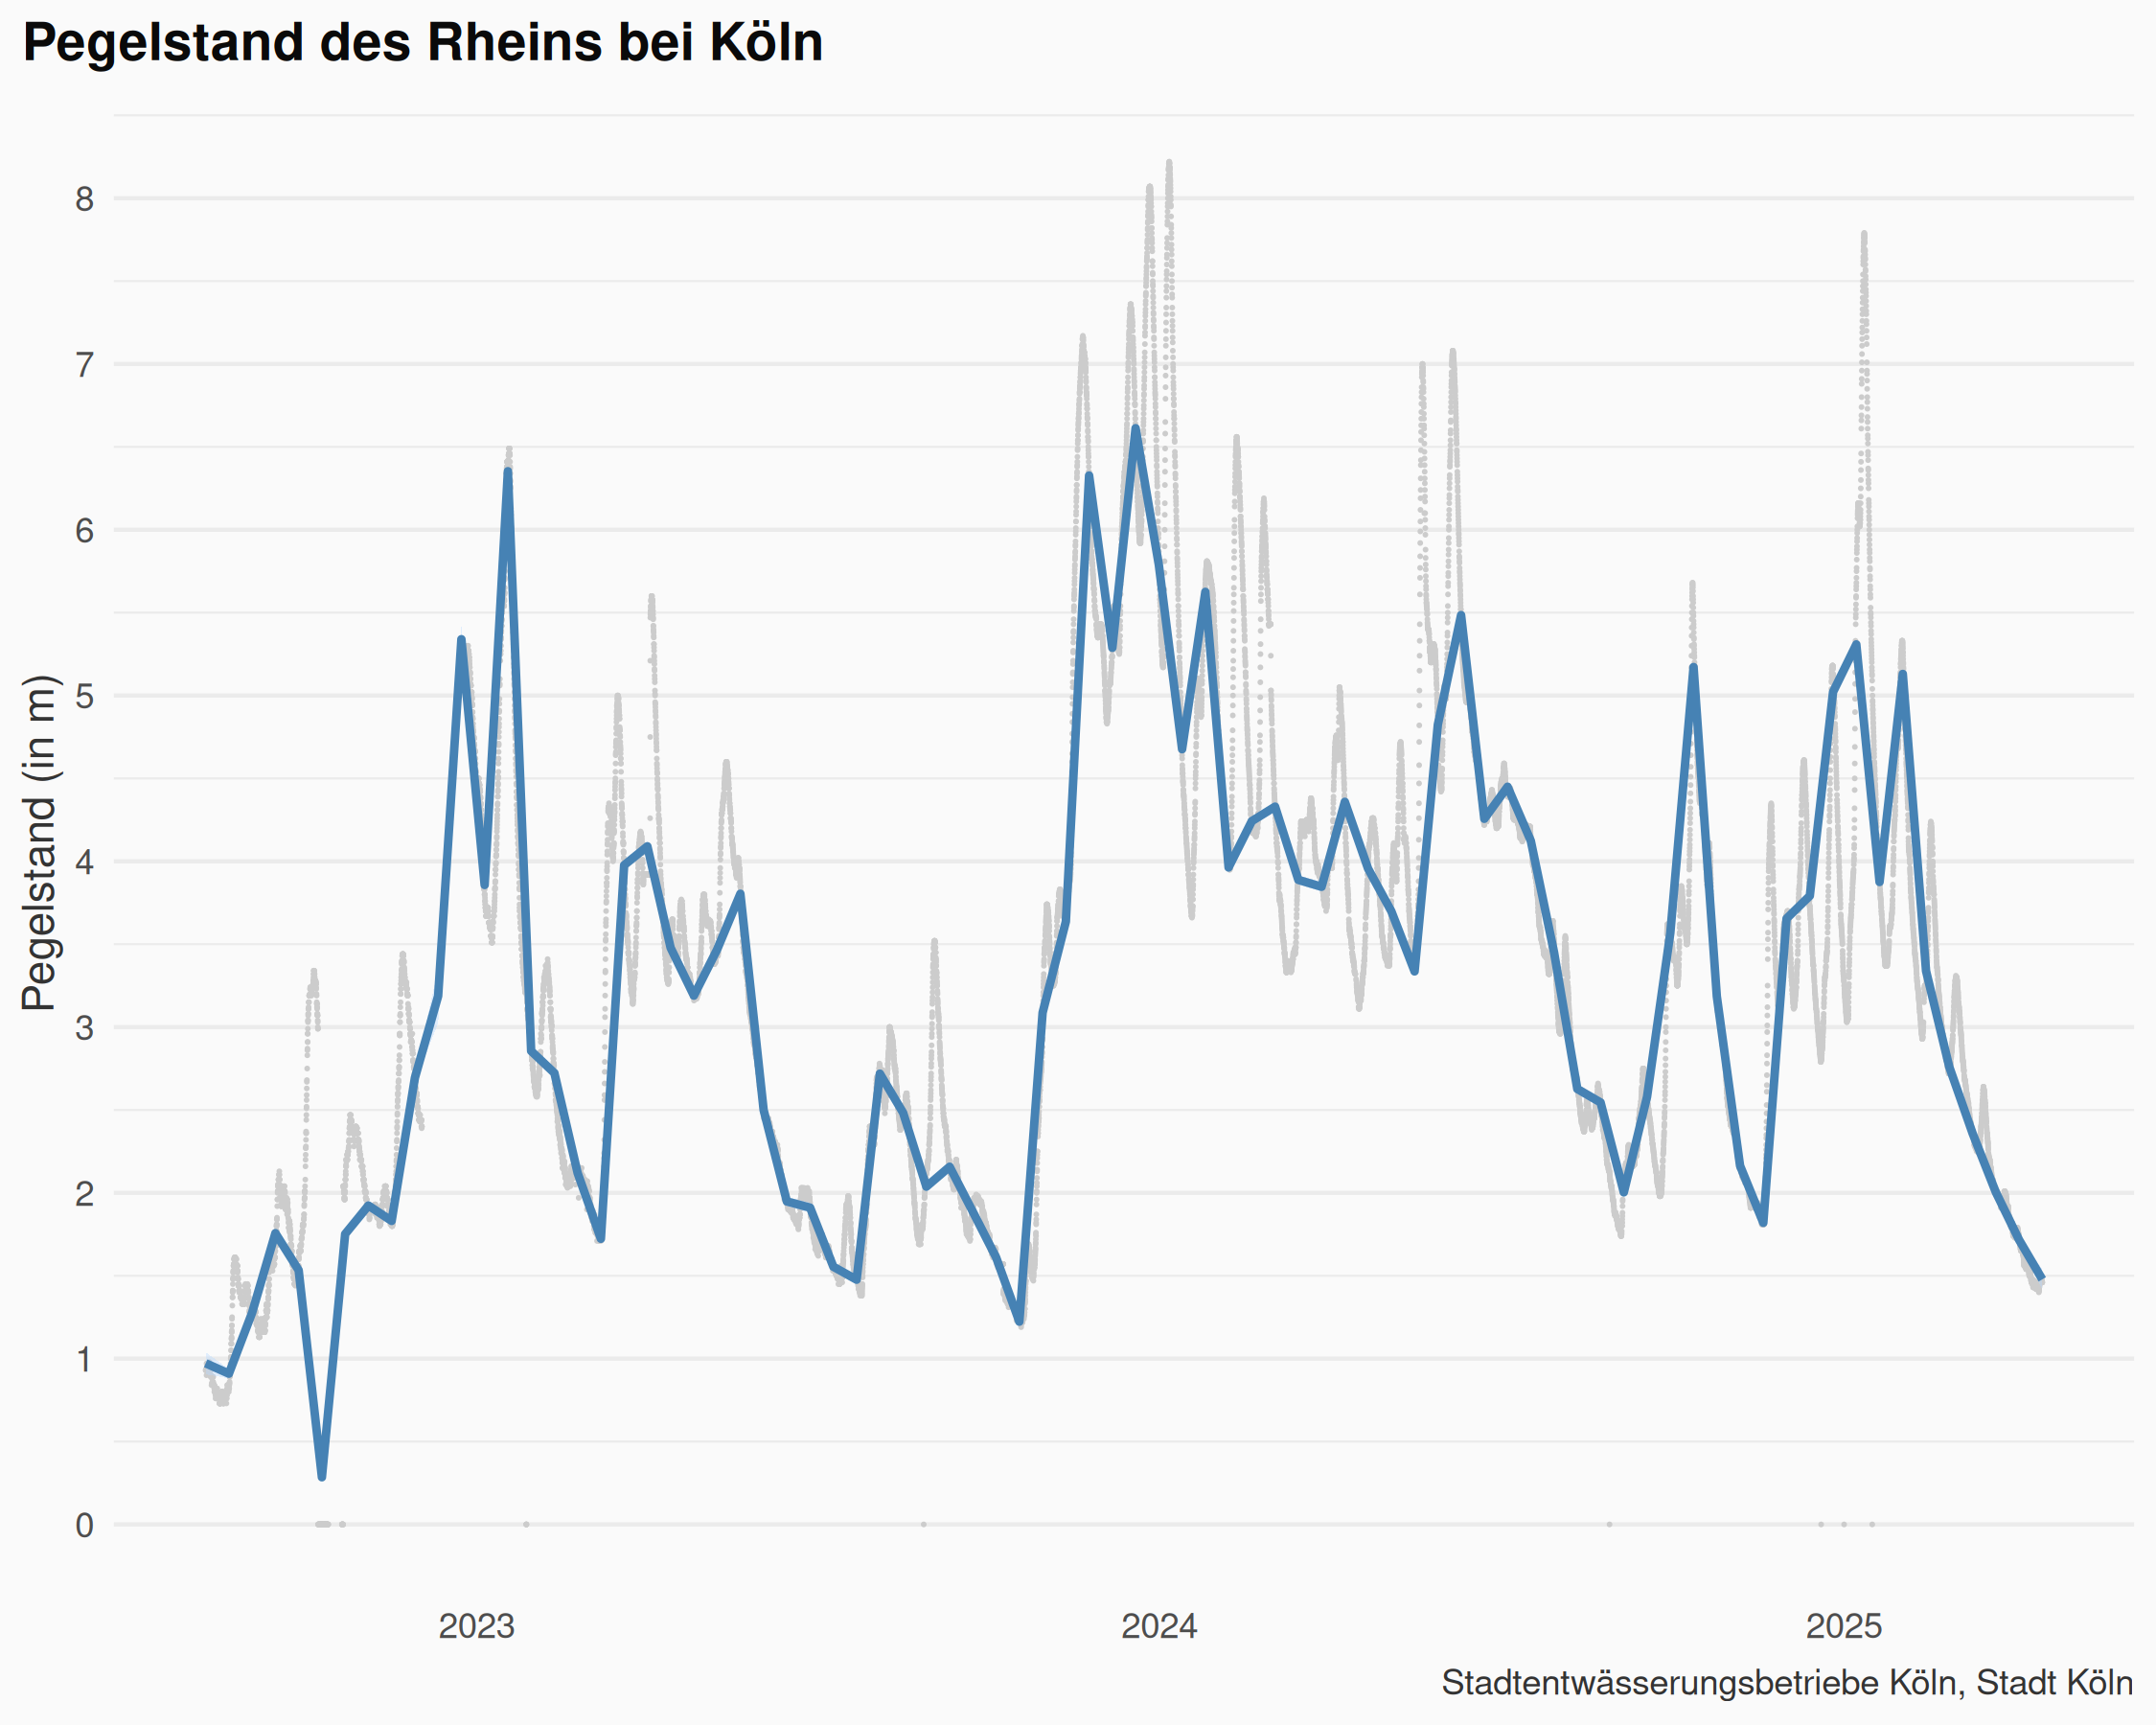 Pegelstand des Rheins bei Köln
Pegelstand (in m)
8
7
6
5
4
3
2
1
0
2023 2024 2025
Stadtentwässerungsbetriebe Köln, Stadt Köln